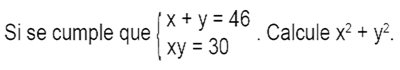 Si se cumple que { x + y = 46
xy = 30 . Calcule x² + y².